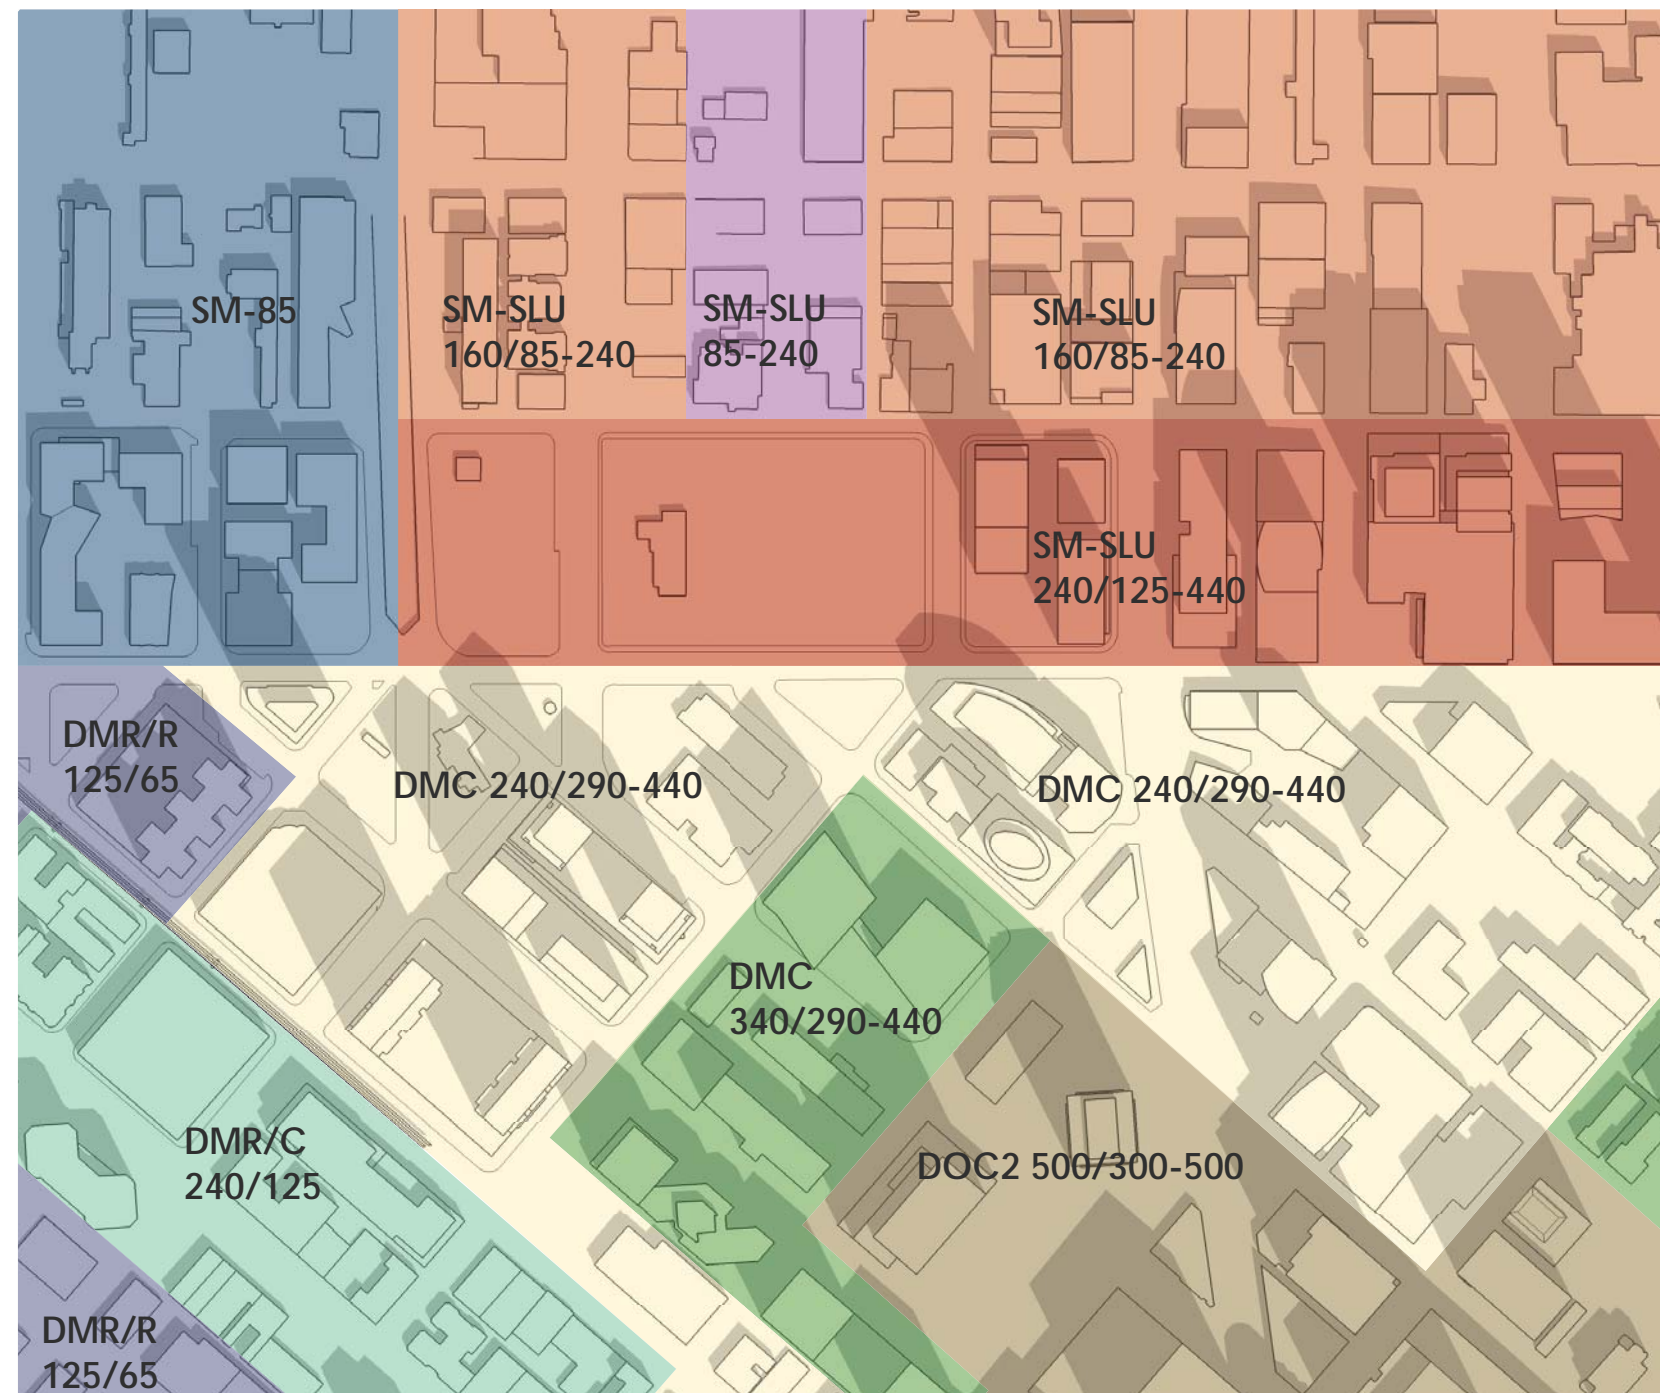 SM-85
SM-SLU
160/85-240
SM-SLU
85-240
SM-SLU
160/85-240
SM-SLU
240/125-440
DMR/R
125/65
DMC 240/290-440
DMC 240/290-440
DMC
340/290-440
DMR/C
240/125
DOC2 500/300-500
DMR/R
125/65